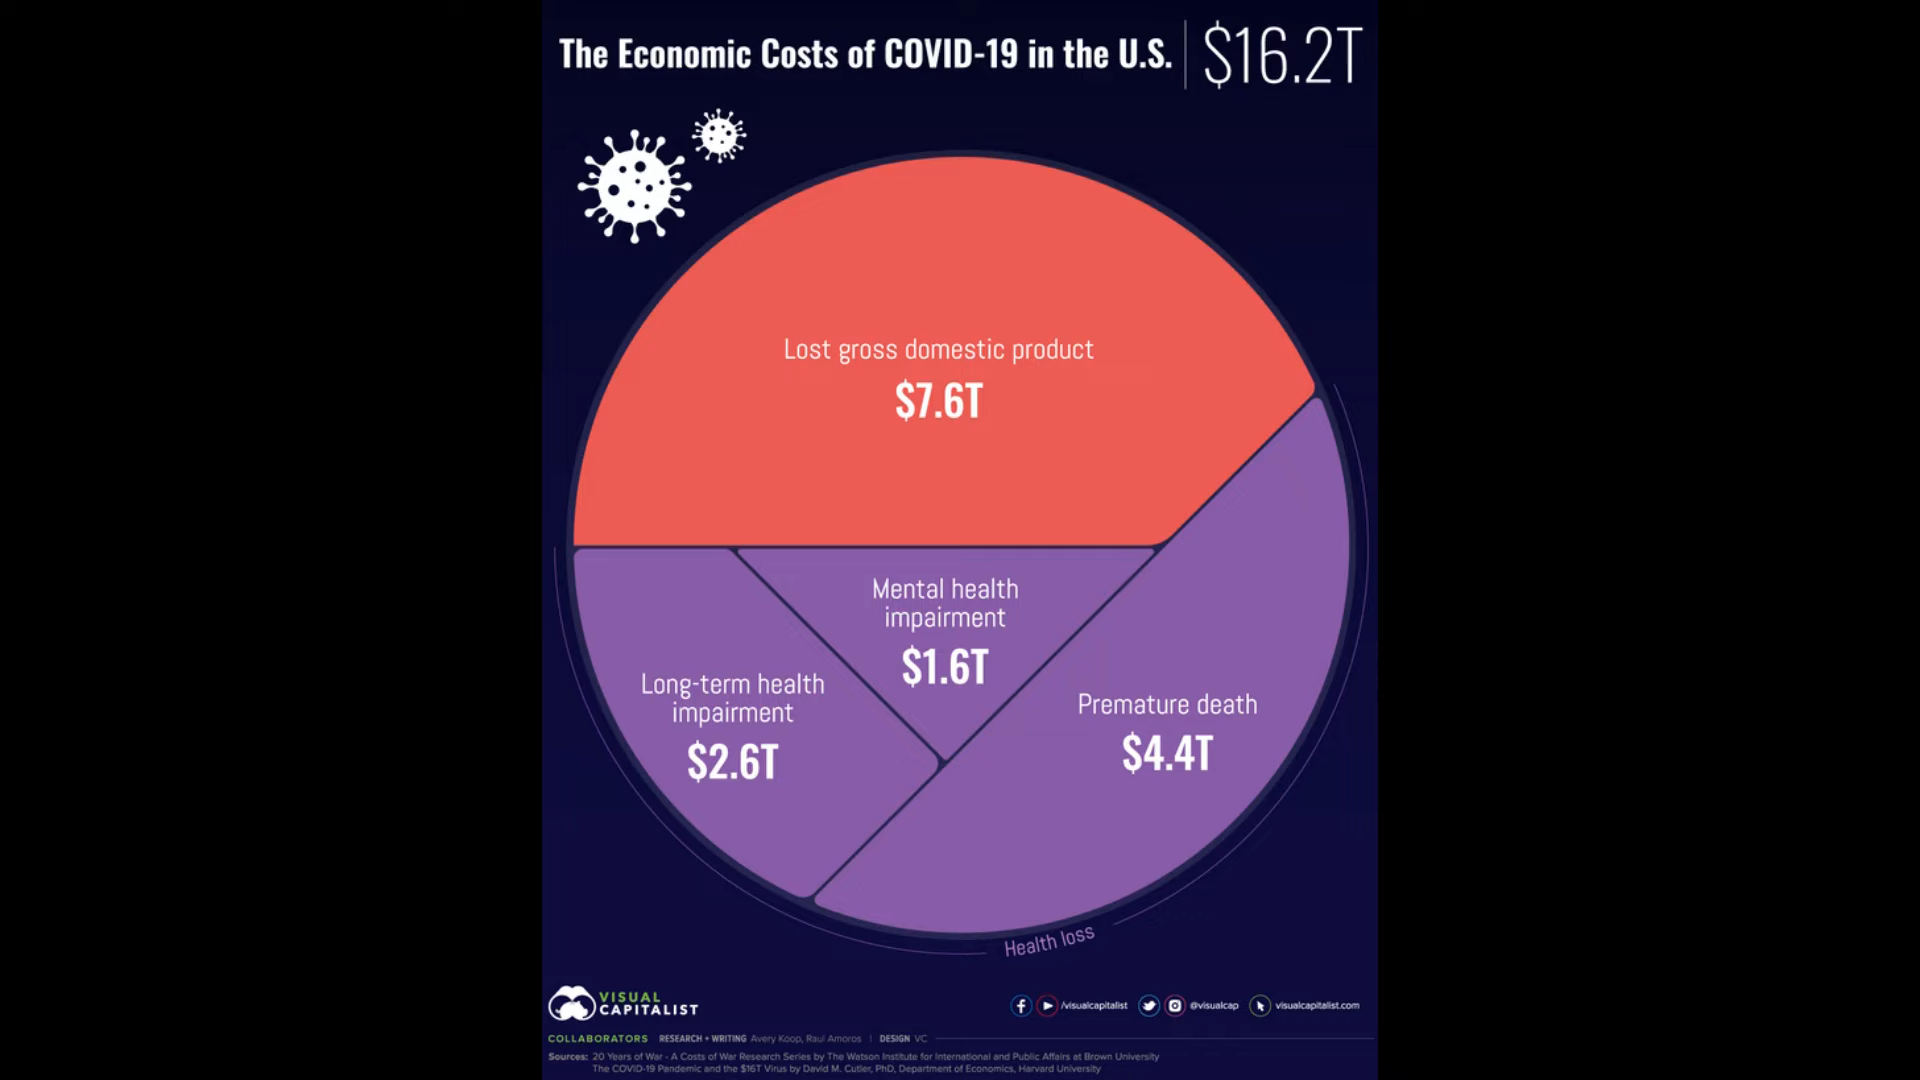 The Economic Costs of COVID-19 in the U.S. | $16.2T
Lost gross domestic product
$7.6T
Mental health
impairment
$1.6T
Long-term health
impairment
$2.6T
Premature death
$4.4T
Health loss
VISUAL
CAPITALIST
/visualcapitalist @visualcap visualcapitalist.com
COLLABORATORS RESEARCH + WRITING Avery Koop, Raul Amoros | DESIGN VC
Sources: 20 Years of War - A Costs of War Research Series by The Watson Institute for International and Public Affairs at Brown University
The COVID-19 Pandemic and the $16T Virus by David M. Cutler, PhD, Department of Economics, Harvard University